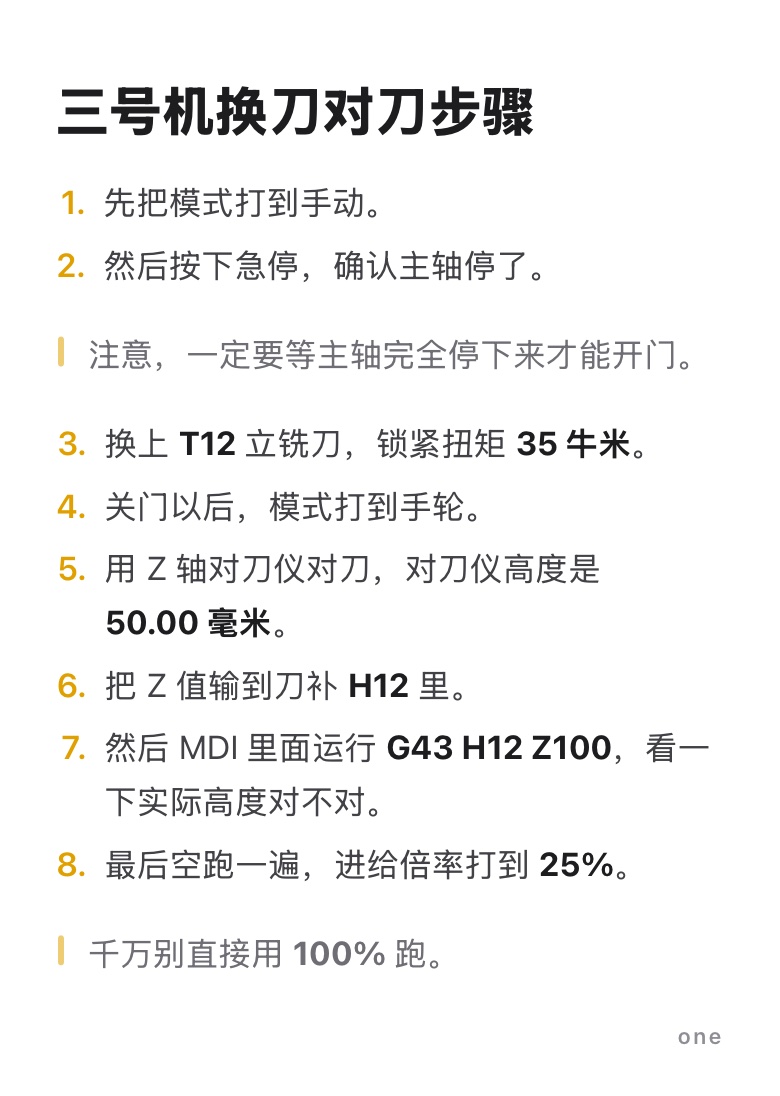 三号机换刀对刀步骤
1. 先把模式打到手动。
2. 然后按下急停，确认主轴停了。
注意，一定要等主轴完全停下来才能开门。
3. 换上 T12 立铣刀，锁紧扭矩 35 牛米。
4. 关门以后，模式打到手轮。
5. 用 Z 轴对刀仪对刀，对刀仪高度是
50.00 毫米。
6. 把 Z 值输到刀补 H12 里。
7. 然后 MDI 里面运行 G43 H12 Z100，看一
下实际高度对不对。
8. 最后空跑一遍，进给倍率打到 25%。
千万别直接用 100% 跑。
one